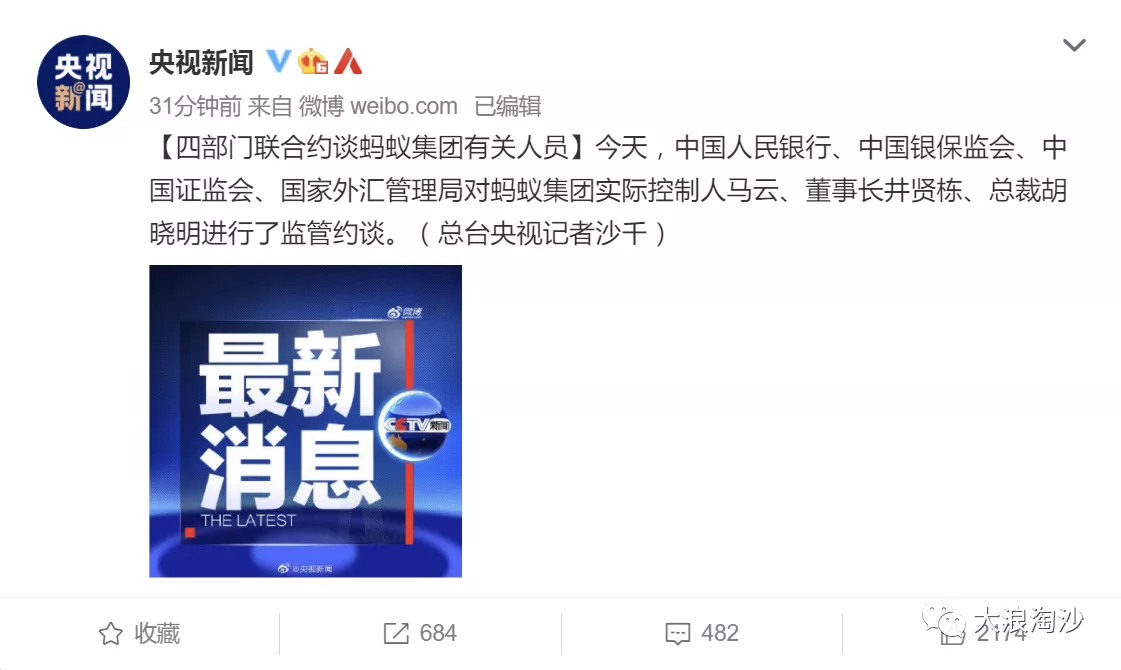 央视
新@闻
央视新闻
31分钟前 来自 微博 weibo.com 已编辑
【四部门联合约谈蚂蚁集团有关人员】今天，中国人民银行、中国银保监会、中
国证监会、国家外汇管理局对蚂蚁集团实际控制人马云、董事长井贤栋、总裁胡
晓明进行了监管约谈。（总台央视记者沙千）
微博
最新
消息
CCTV新闻
THE LATEST
@央视新闻
收藏
684
482
2174
大浪淘沙